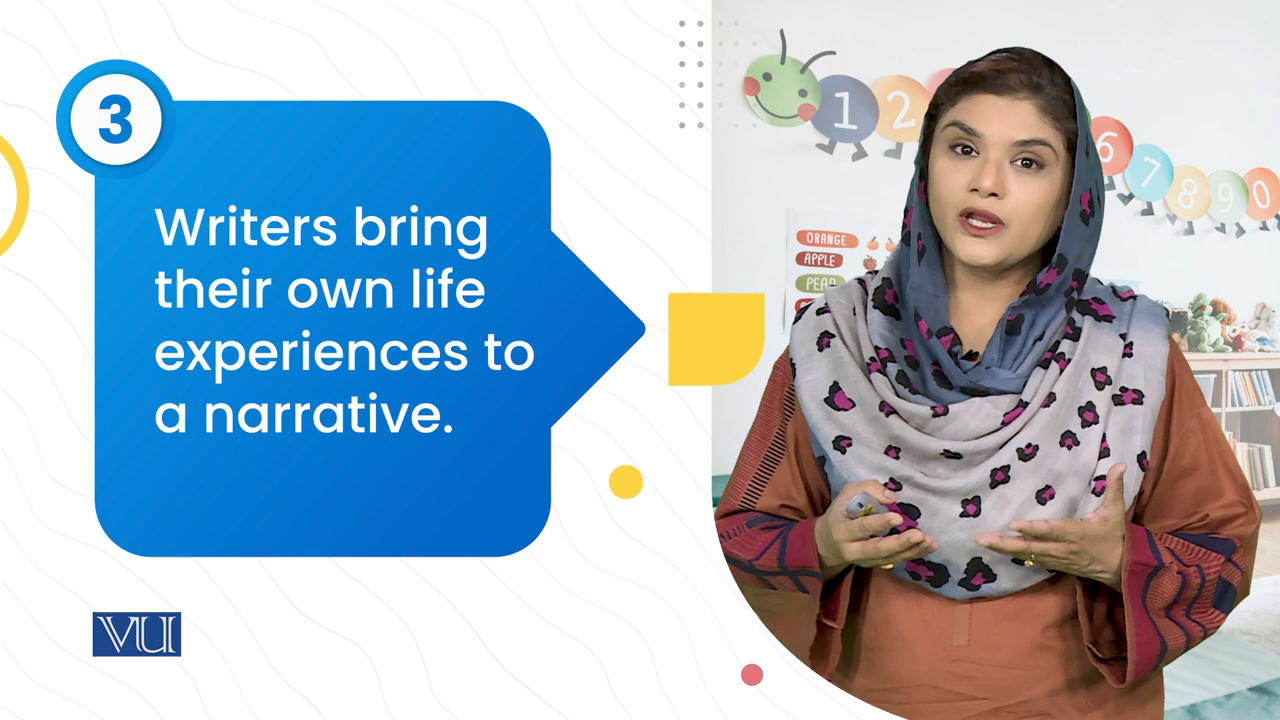 3
Writers bring
their own life
experiences to
a narrative.
VU
1 2
6 7 8 9 0
ORANGE
APPLE
PEAR